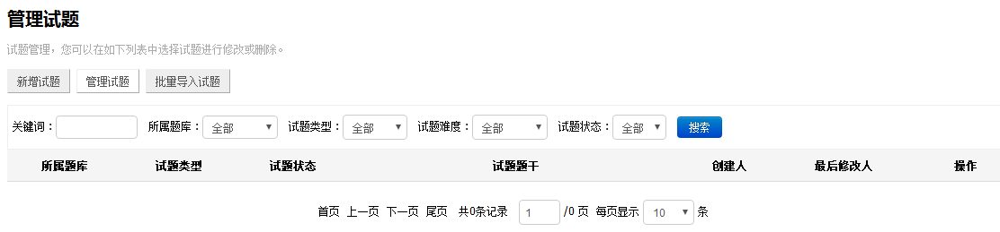 管理试题
试题管理，您可以在如下列表中选择试题进行修改或删除。
新增试题 管理试题 批量导入试题
关键词： 所属题库： 全部 试题类型： 全部 试题难度： 全部 试题状态： 全部 搜索
所属题库 试题类型 试题状态 试题题干 创建人 最后修改人 操作
首页 上一页 下一页 尾页 共0条记录 1 /0 页 每页显示 10 条